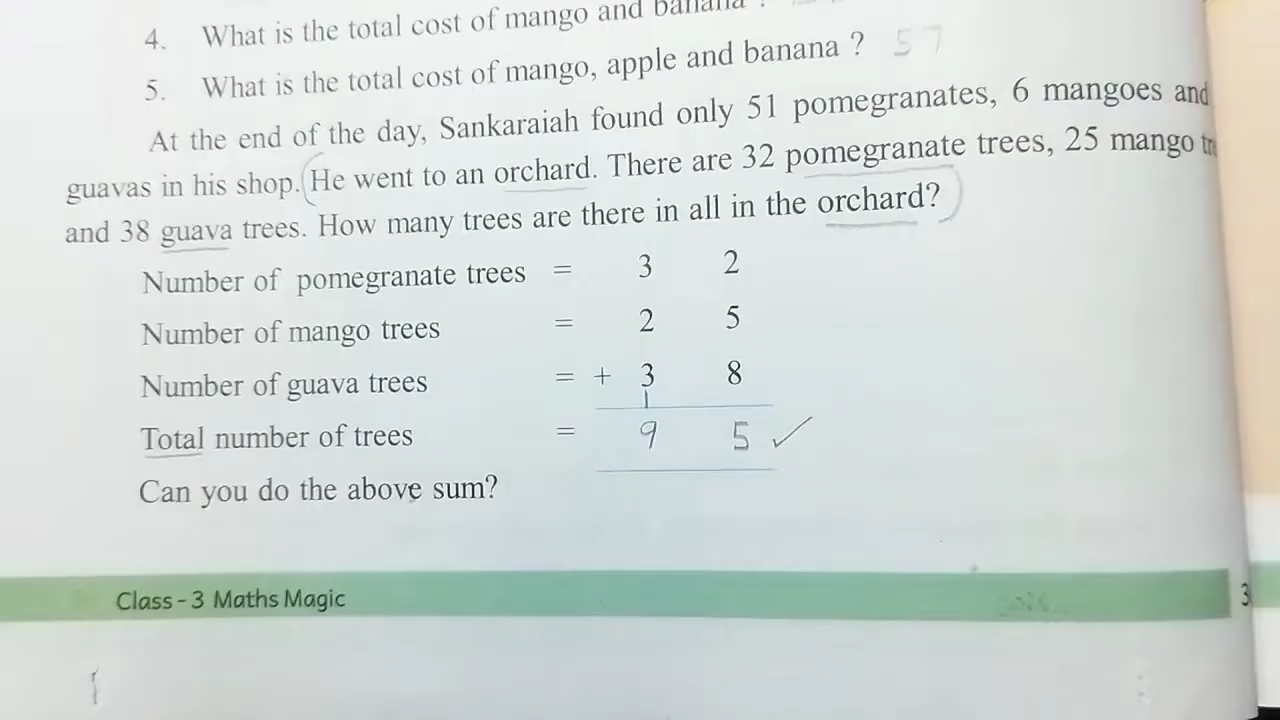 4. What is the total cost of mango and banana ?
5. What is the total cost of mango, apple and banana ? 57
At the end of the day, Sankaraiah found only 51 pomegranates, 6 mangoes and
guavas in his shop. He went to an orchard. There are 32 pomegranate trees, 25 mango
and 38 guava trees. How many trees are there in all in the orchard?
Number of pomegranate trees = 3 2
Number of mango trees = 2 5
Number of guava trees = + 3 8
1
Total number of trees = 9 5 ✓
Can you do the above sum?
Class - 3 Maths Magic 3